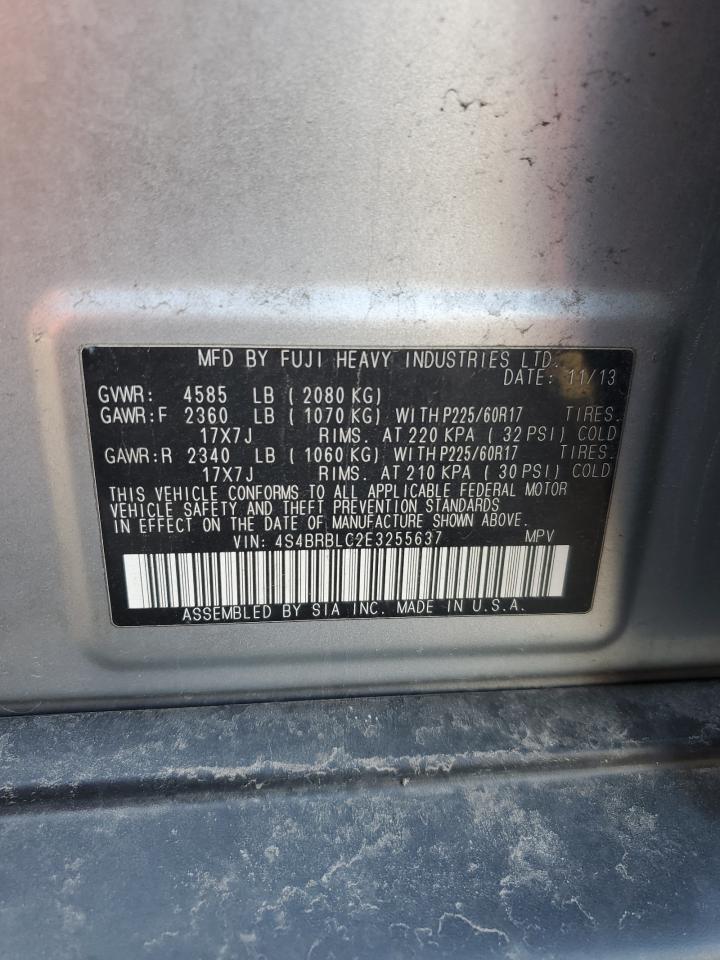 MFD BY FUJI HEAVY INDUSTRIES LTD.
DATE: 11/13
GVWR: 4585 LB ( 2080 KG)
GAWR:F 2360 LB ( 1070 KG) WITH P225/60R17 TIRES.
17X7J RIMS. AT 220 KPA ( 32 PSI) COLD
GAWR:R 2340 LB ( 1060 KG) WITH P225/60R17 TIRES.
17X7J RIMS. AT 210 KPA ( 30 PSI) COLD
THIS VEHICLE CONFORMS TO ALL APPLICABLE FEDERAL MOTOR
VEHICLE SAFETY AND THEFT PREVENTION STANDARDS
IN EFFECT ON THE DATE OF MANUFACTURE SHOWN ABOVE.
VIN: 4S4BRBLC2E3255637 MPV
ASSEMBLED BY SIA INC. MADE IN U.S.A.